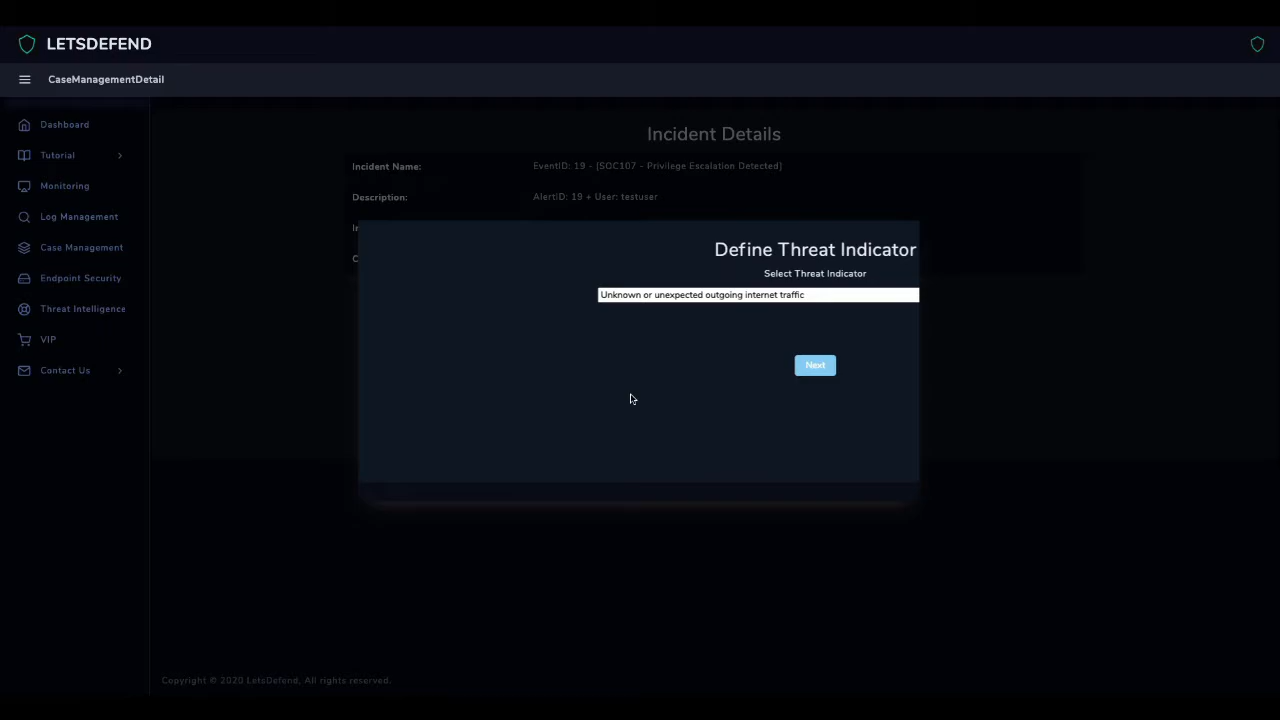 LETSDEFEND
CaseManagementDetail
Dashboard
Tutorial
Monitoring
Log Management
Case Management
Endpoint Security
Threat Intelligence
VIP
Contact Us
Incident Details
Incident Name: EventID: 19 - [SOC107 - Privilege Escalation Detected]
Description: AlertID: 19 + User: testuser
Define Threat Indicator
Select Threat Indicator
Unknown or unexpected outgoing internet traffic
Next
Copyright © 2020 LetsDefend, All rights reserved.